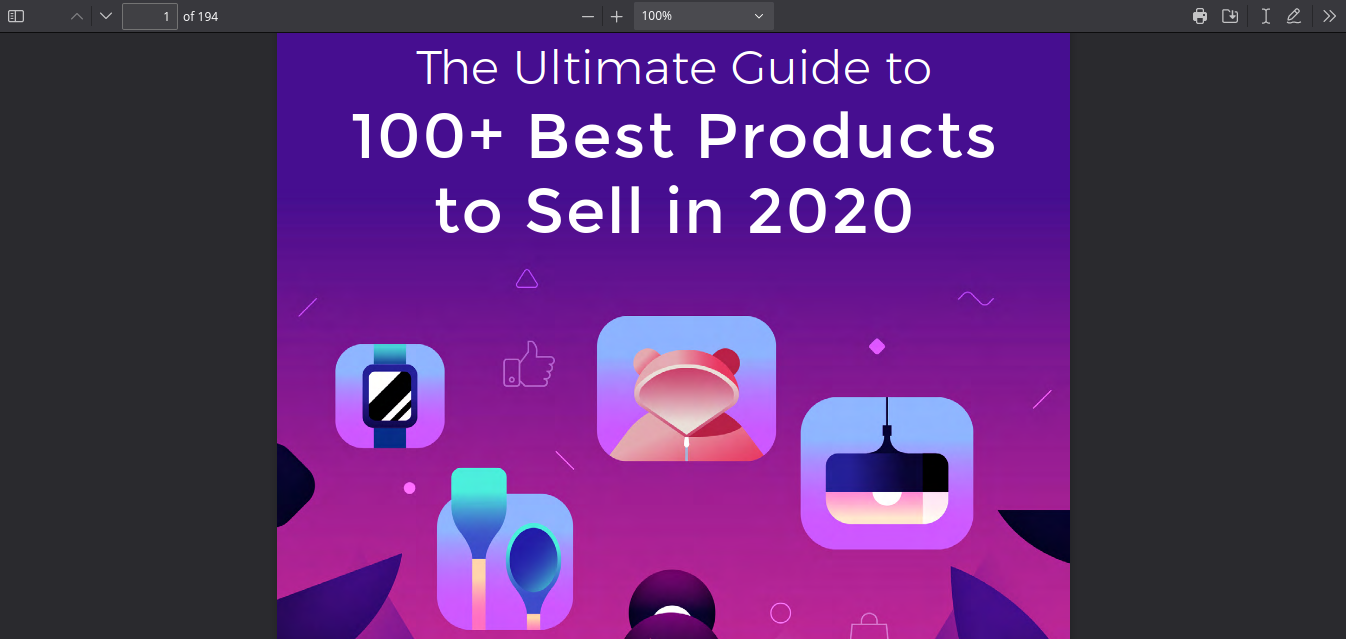 1 of 194
100%
The Ultimate Guide to
100+ Best Products
to Sell in 2020